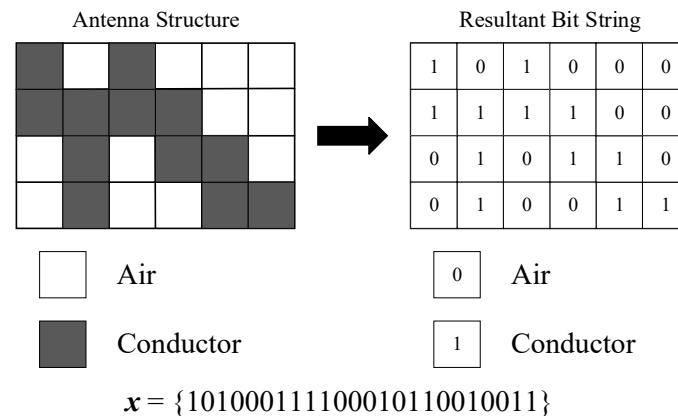 Antenna Structure
Resultant Bit String
1 0 1 0 0 0
1 1 1 1 0 0
0 1 0 1 1 0
0 1 0 0 1 1
Air
0 Air
Conductor
1 Conductor
x = {101000111100010110010011}